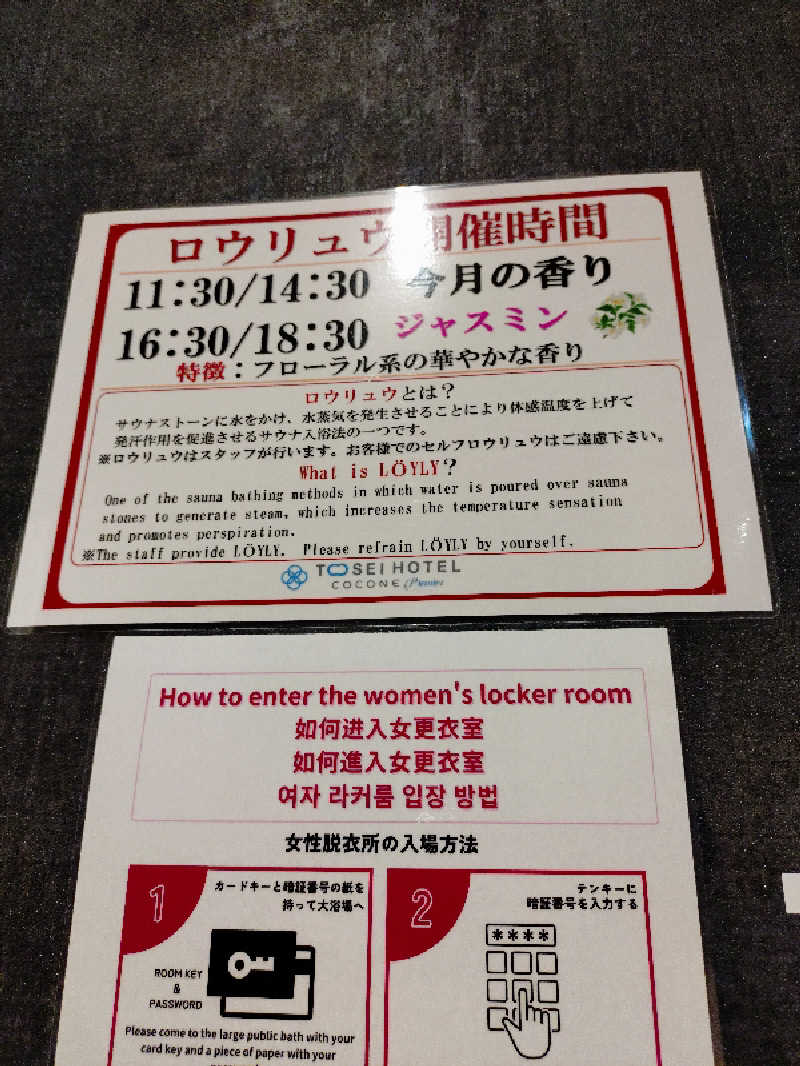 ロウリュウ開催時間
11:30/14:30 今月の香り
16:30/18:30 ジャスミン
特徴：フローラル系の華やかな香り
ロウリュウとは？
サウナストーンに水をかけ、水蒸気を発生させることにより体感温度を上げて
発汗作用を促進させるサウナ入浴法の一つです。
※ロウリュウはスタッフが行います。お客様でのセルフロウリュウはご遠慮下さい。
What is LÖYLY？
One of the sauna bathing methods in which water is poured over sauna
stones to generate steam, which increases the temperature sensation
and promotes perspiration.
※The staff provide LÖYLY. Please refrain LÖYLY by yourself.
TOSEI HOTEL
COCONE Premier
How to enter the women's locker room
如何进入女更衣室
如何進入女更衣室
여자 라커룸 입장 방법
女性脱衣所の入場方法
1
カードキーと暗証番号の紙を
持って大浴場へ
ROOM KEY
&
PASSWORD
Please come to the large public bath with your
card key and a piece of paper with your
2
テンキーに
暗証番号を入力する
****